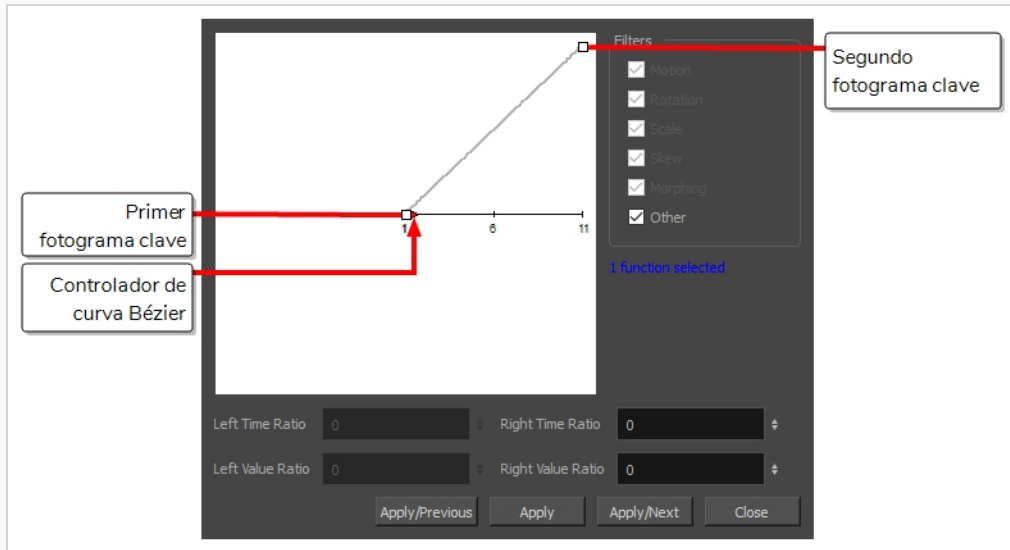 Filters
Segundo
fotograma clave
Motion
Rotation
Scale
Skew
Morphing
Other
Primer
fotograma clave
1 6 11
1 function selected
Controlador de
curva Bézier
Left Time Ratio 0 Right Time Ratio 0
Left Value Ratio 0 Right Value Ratio 0
Apply/Previous Apply Apply/Next Close